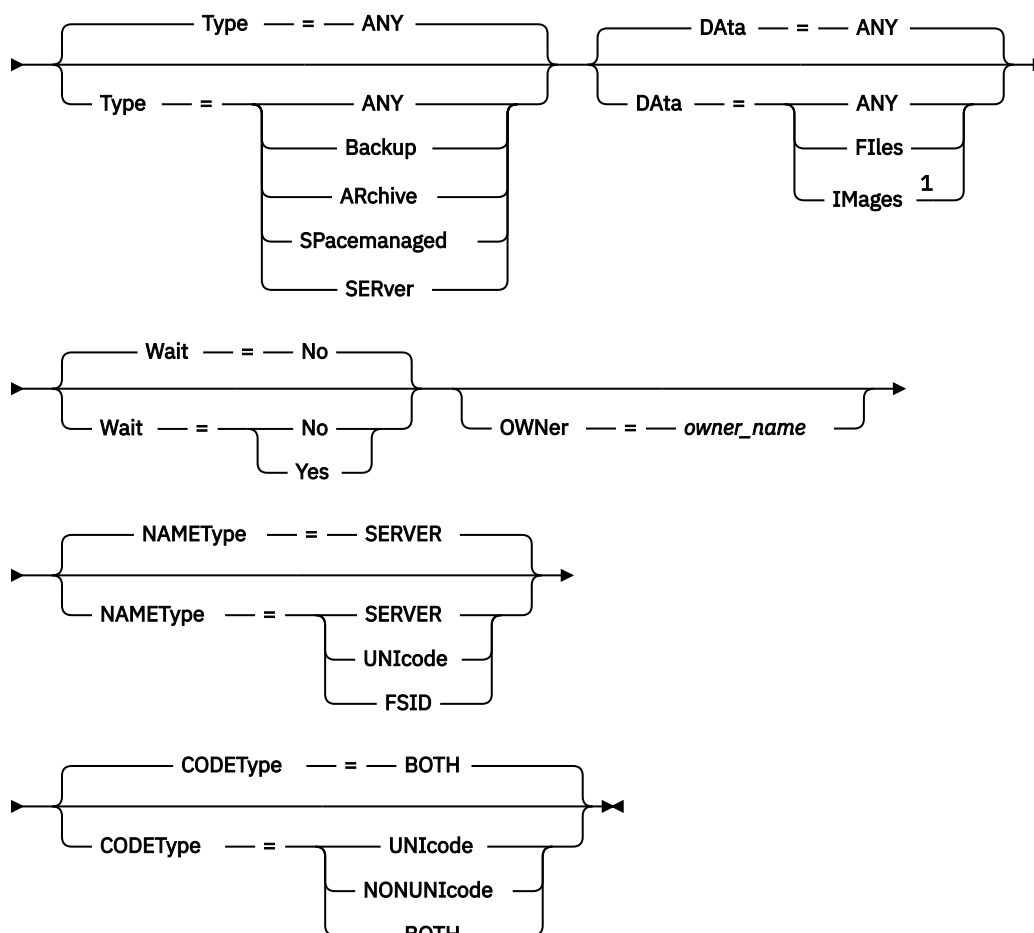 Type = ANY DAta = ANY
Type = ANY DAta = ANY
Backup FIles
ARchive IMages 1
SPacemanaged
SERver
Wait = No
Wait = No OWNer = owner_name
Yes
NAMEType = SERVER
NAMEType = SERVER
UNIcode
FSID
CODEType = BOTH
CODEType = UNIcode
NONUNIcode
BOTH